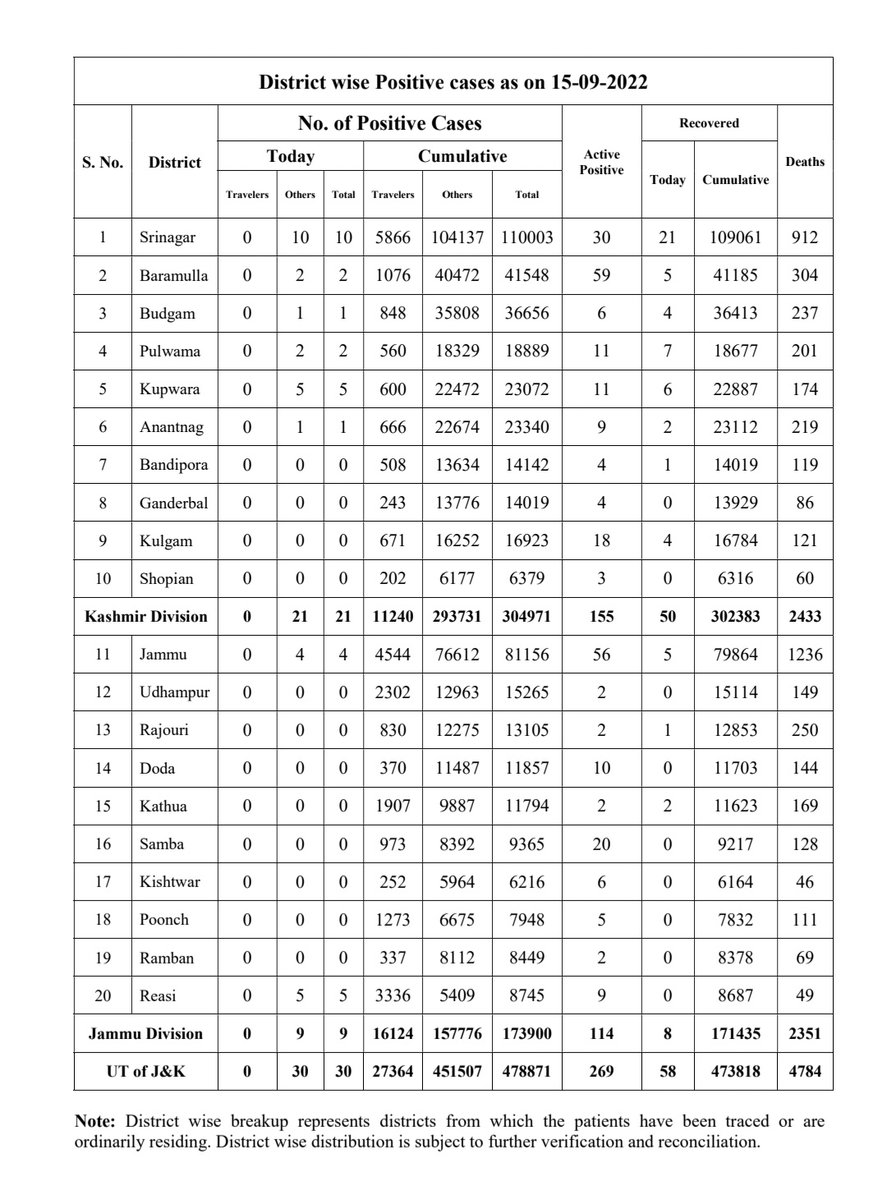 District wise Positive cases as on 15-09-2022
S. No. District No. of Positive Cases Active Positive Recovered Deaths
Today Cumulative Today Cumulative
Travelers Others Total Travelers Others Total
1 Srinagar 0 10 10 5866 104137 110003 30 21 109061 912
2 Baramulla 0 2 2 1076 40472 41548 59 5 41185 304
3 Budgam 0 1 1 848 35808 36656 6 4 36413 237
4 Pulwama 0 2 2 560 18329 18889 11 7 18677 201
5 Kupwara 0 5 5 600 22472 23072 11 6 22887 174
6 Anantnag 0 1 1 666 22674 23340 9 2 23112 219
7 Bandipora 0 0 0 508 13634 14142 4 1 14019 119
8 Ganderbal 0 0 0 243 13776 14019 4 0 13929 86
9 Kulgam 0 0 0 671 16252 16923 18 4 16784 121
10 Shopian 0 0 0 202 6177 6379 3 0 6316 60
Kashmir Division 0 21 21 11240 293731 304971 155 50 302383 2433
11 Jammu 0 4 4 4544 76612 81156 56 5 79864 1236
12 Udhampur 0 0 0 2302 12963 15265 2 0 15114 149
13 Rajouri 0 0 0 830 12275 13105 2 1 12853 250
14 Doda 0 0 0 370 11487 11857 10 0 11703 144
15 Kathua 0 0 0 1907 9887 11794 2 2 11623 169
16 Samba 0 0 0 973 8392 9365 20 0 9217 128
17 Kishtwar 0 0 0 252 5964 6216 6 0 6164 46
18 Poonch 0 0 0 1273 6675 7948 5 0 7832 111
19 Ramban 0 0 0 337 8112 8449 2 0 8378 69
20 Reasi 0 5 5 3336 5409 8745 9 0 8687 49
Jammu Division 0 9 9 16124 157776 173900 114 8 171435 2351
UT of J&K 0 30 30 27364 451507 478871 269 58 473818 4784
Note: District wise breakup represents districts from which the patients have been traced or are
ordinarily residing. District wise distribution is subject to further verification and reconciliation.